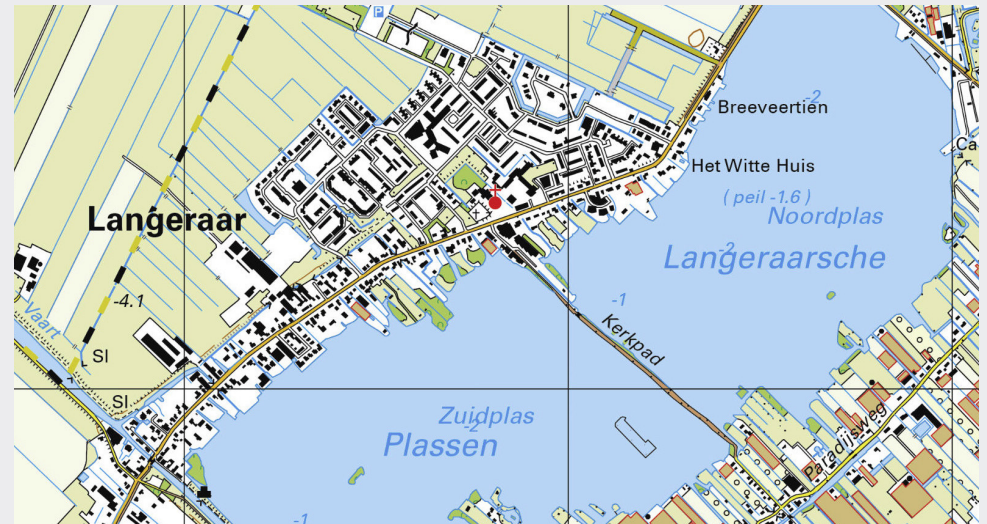 P
Breeveertien
-2
Ca
Het Witte Huis
(peil -1.6)
Noordplas
Langeraar
-2
Langeraarsche
-4.1
-1
Vaart
Kerkpad
Sl
Sl
Zuidplas
-2
Plassen
Paradijsweg
-1